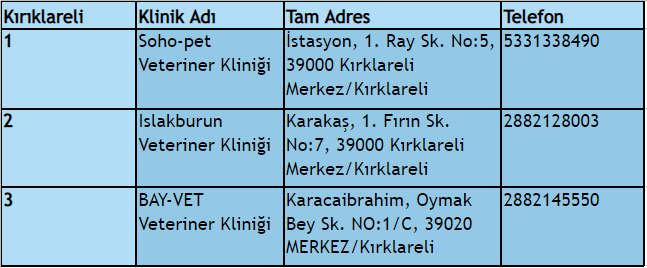 Kırıklareli Klinik Adı Tam Adres Telefon
1 Soho-pet İstasyon, 1. Ray Sk. No:5, 5331338490
Veteriner Kliniği 39000 Kırklareli
Merkez/Kırklareli
2 Islakburun Karakaş, 1. Fırın Sk. 2882128003
Veteriner Kliniği No:7, 39000 Kırklareli
Merkez/Kırklareli
3 BAY-VET Karacaibrahim, Oymak 2882145550
Veteriner Kliniği Bey Sk. NO:1/C, 39020
MERKEZ/Kırklareli